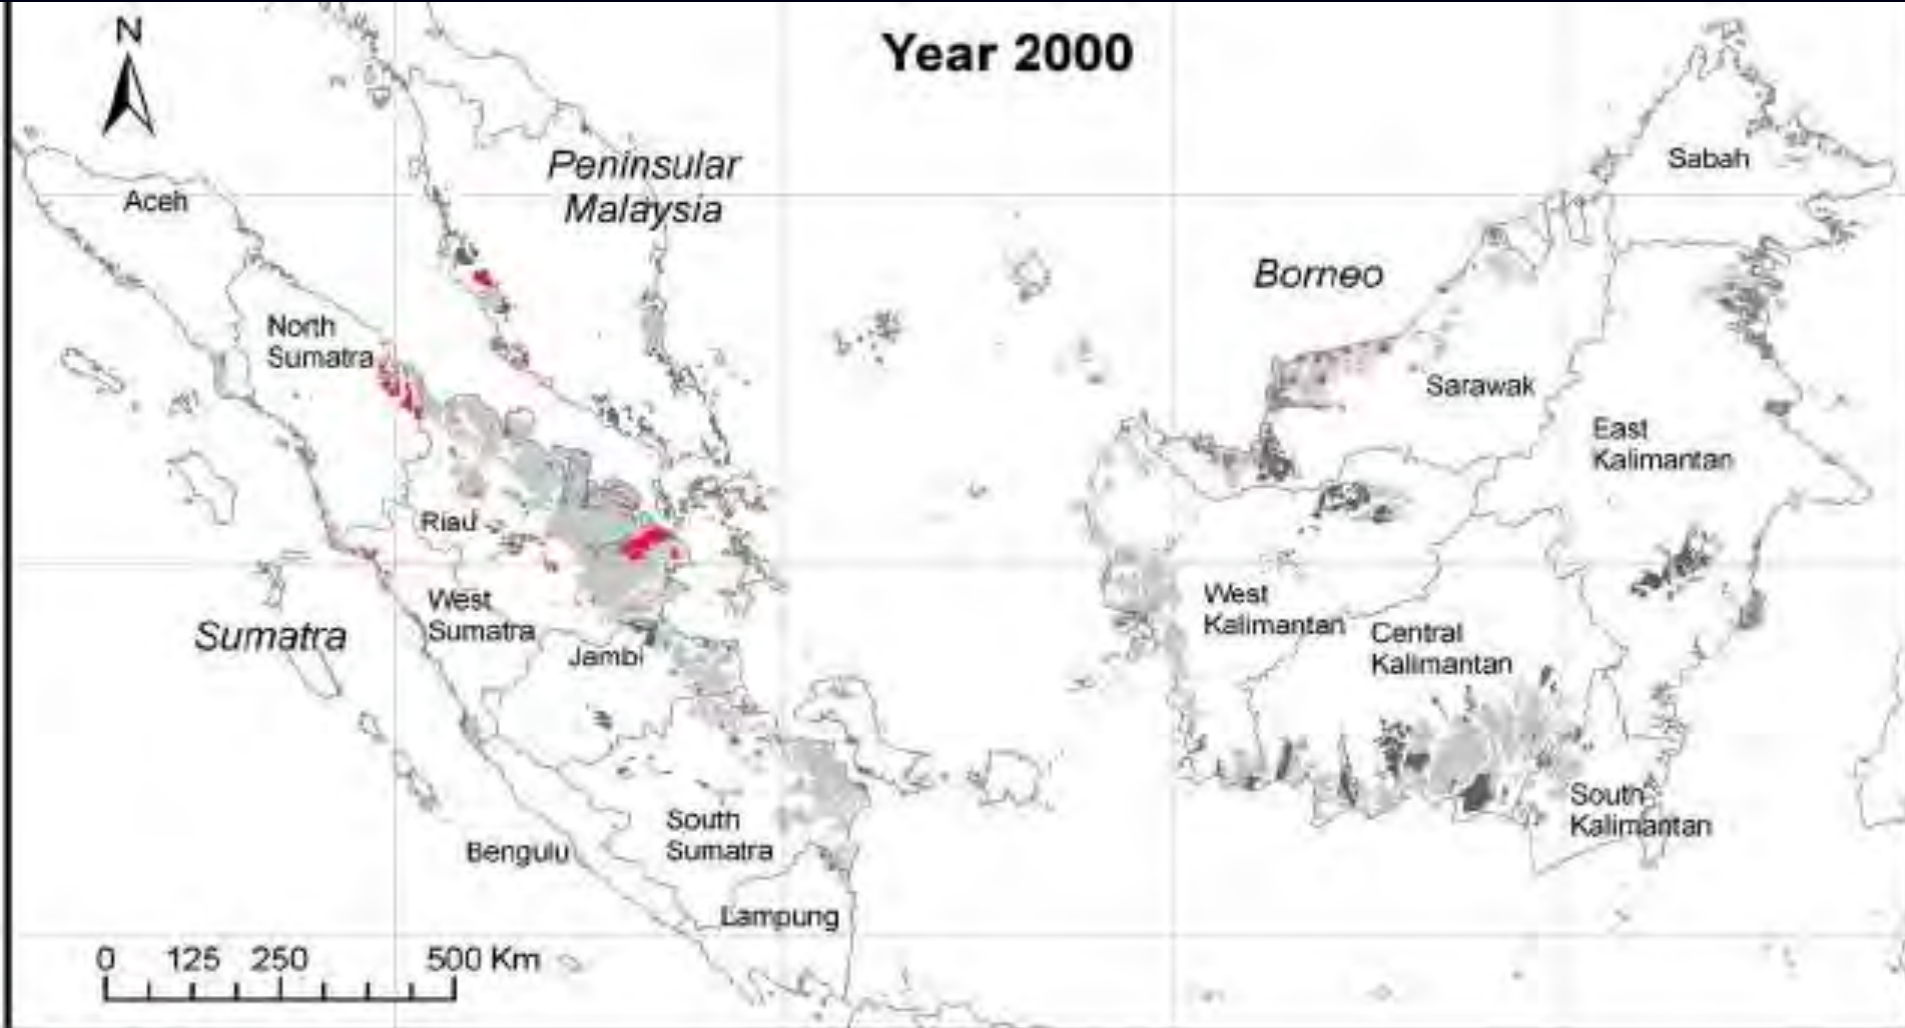 N
Year 2000
Peninsular
Malaysia
Sabah
Aceh
Borneo
North
Sumatra
Sarawak
East
Kalimantan
Riau
West
Sumatra
West
Kalimantan
Sumatra
Central
Kalimantan
Jambi
South
Kalimantan
South
Sumatra
Bengulu
Lampung
0 125 250 500 Km